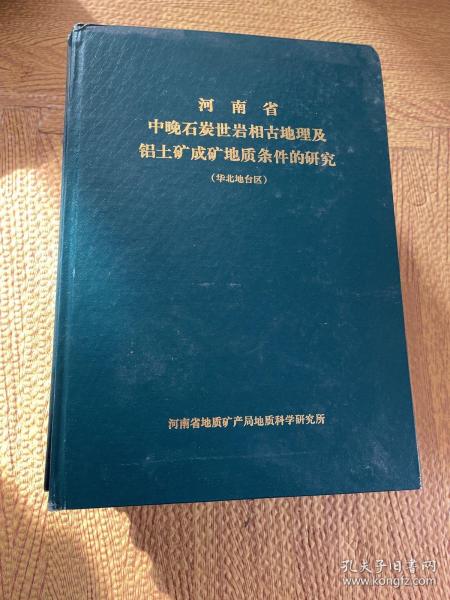 河南省
中晚石炭世岩相古地理及
铝土矿成矿地质条件的研究
(华北地台区)
河南省地质矿产局地质科学研究所
孔夫子旧书网
www.kongfz.com